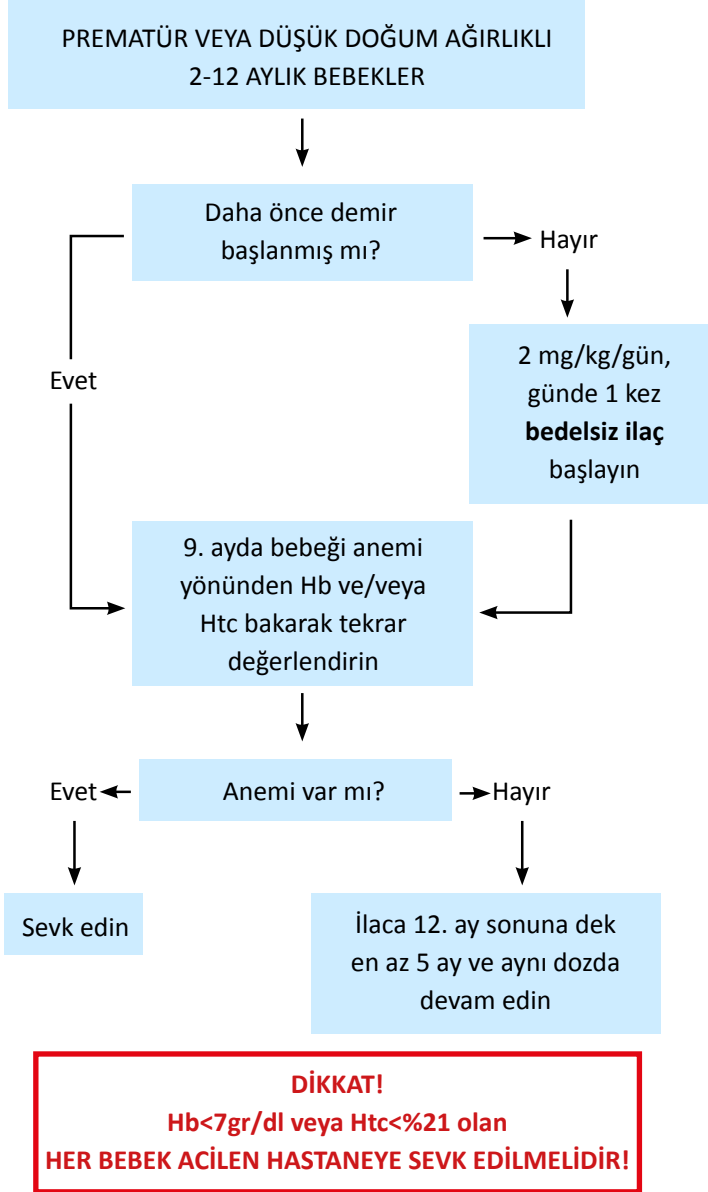 PREMATÜR VEYA DÜŞÜK DOĞUM AĞIRLIKLI
2-12 AYLIK BEBEKLER
Daha önce demir
başlanmış mı?
Hayır
Evet
2 mg/kg/gün,
günde 1 kez
bedelsiz ilaç
başlayın
9. ayda bebeği anemi
yönünden Hb ve/veya
Htc bakarak tekrar
değerlendirin
Evet
Anemi var mı?
Hayır
Sevk edin
İlaca 12. ay sonuna dek
en az 5 ay ve aynı dozda
devam edin
DİKKAT!
Hb<7gr/dl veya Htc<%21 olan
HER BEBEK ACİLEN HASTANEYE SEVK EDİLMELİDİR!